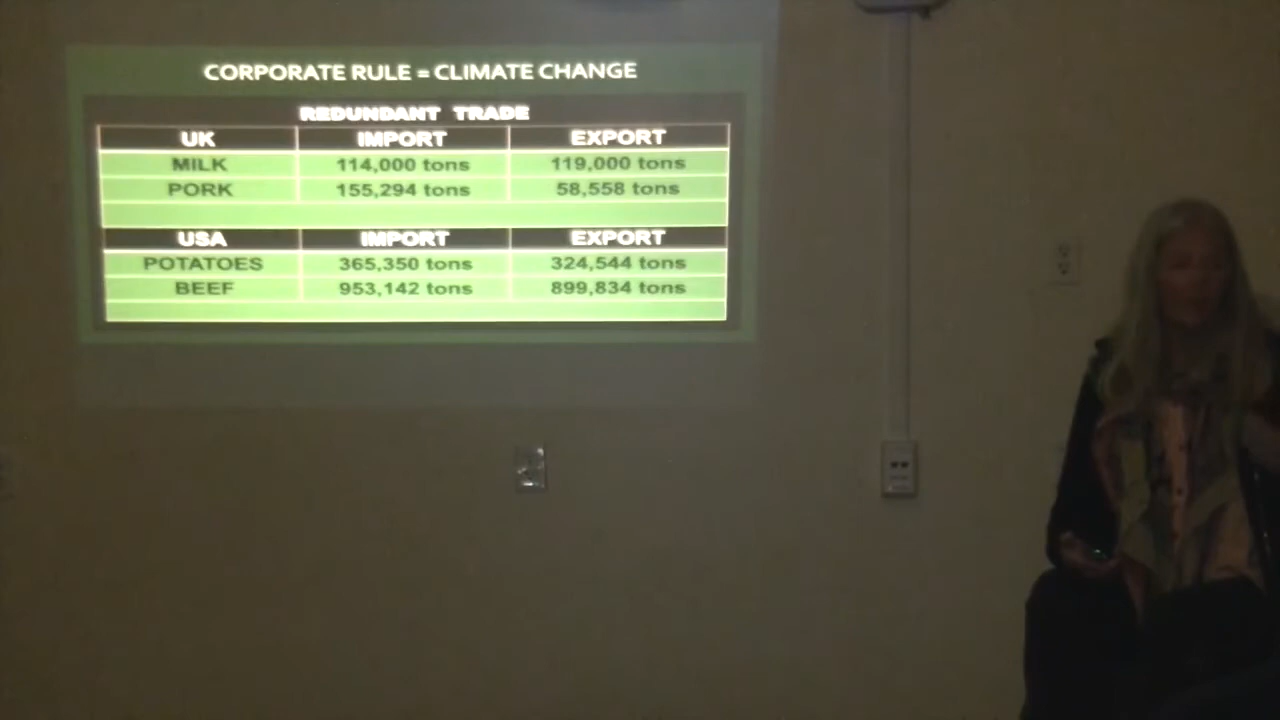 CORPORATE RULE = CLIMATE CHANGE
REDUNDANT TRADE
UK IMPORT EXPORT
MILK 114,000 tons 119,000 tons
PORK 155,294 tons 58,558 tons
USA IMPORT EXPORT
POTATOES 365,350 tons 324,544 tons
BEEF 953,142 tons 899,834 tons